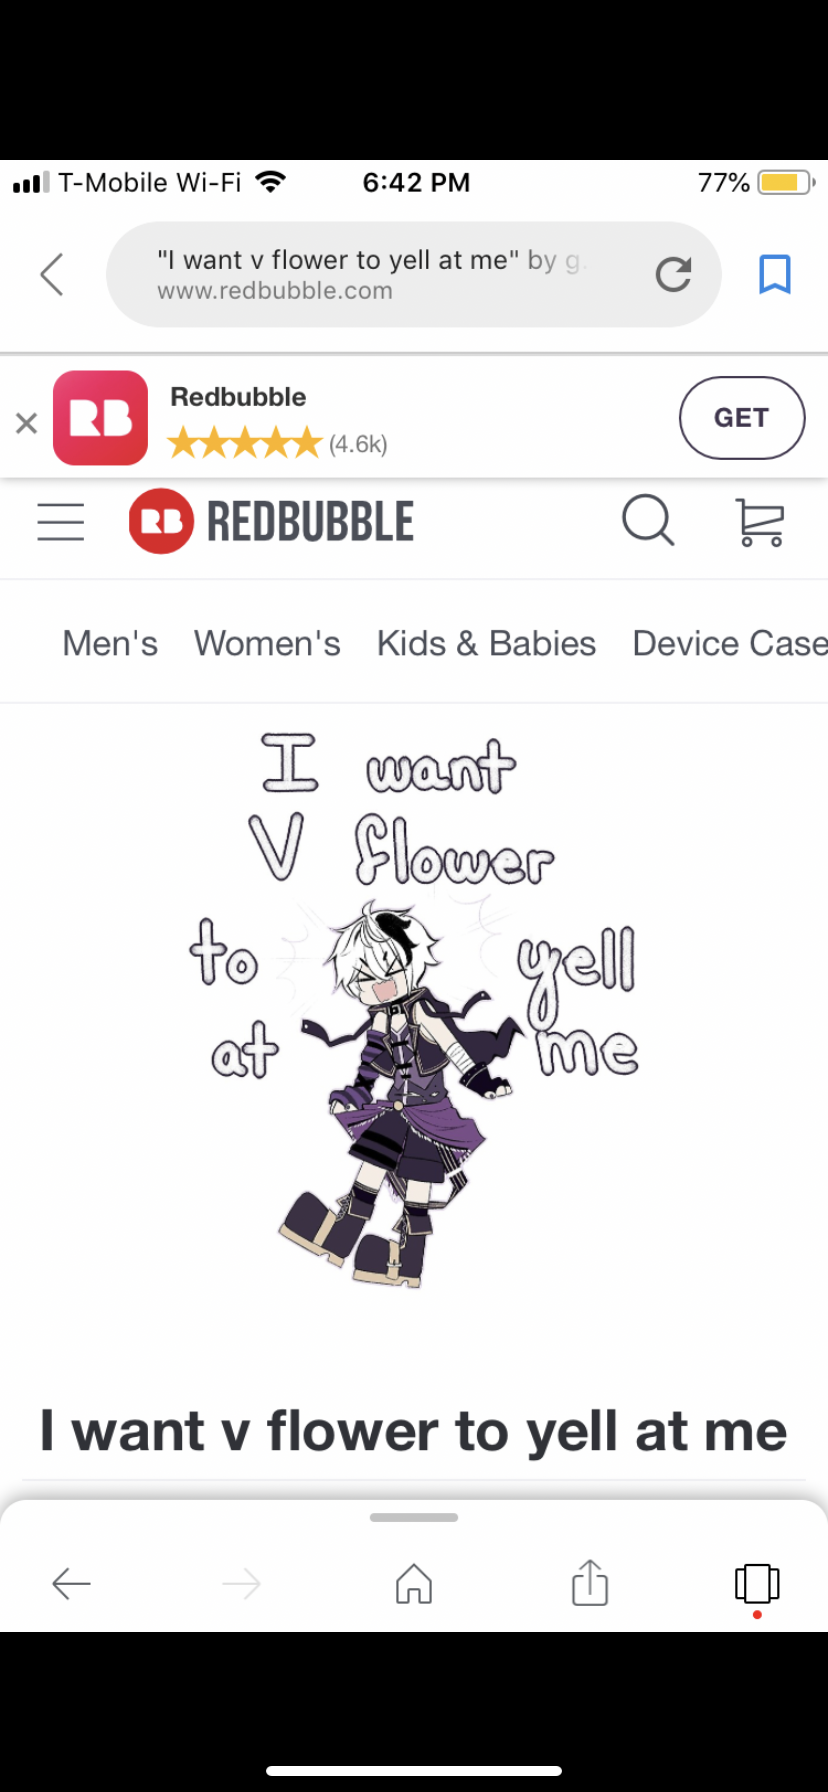 T-Mobile Wi-Fi 6:42 PM 77%
"I want v flower to yell at me" by g.
www.redbubble.com
RB Redbubble
(4.6k)
GET
RB REDBUBBLE
Men's Women's Kids & Babies Device Case
I want
V flower
to yell
at me
I want v flower to yell at me